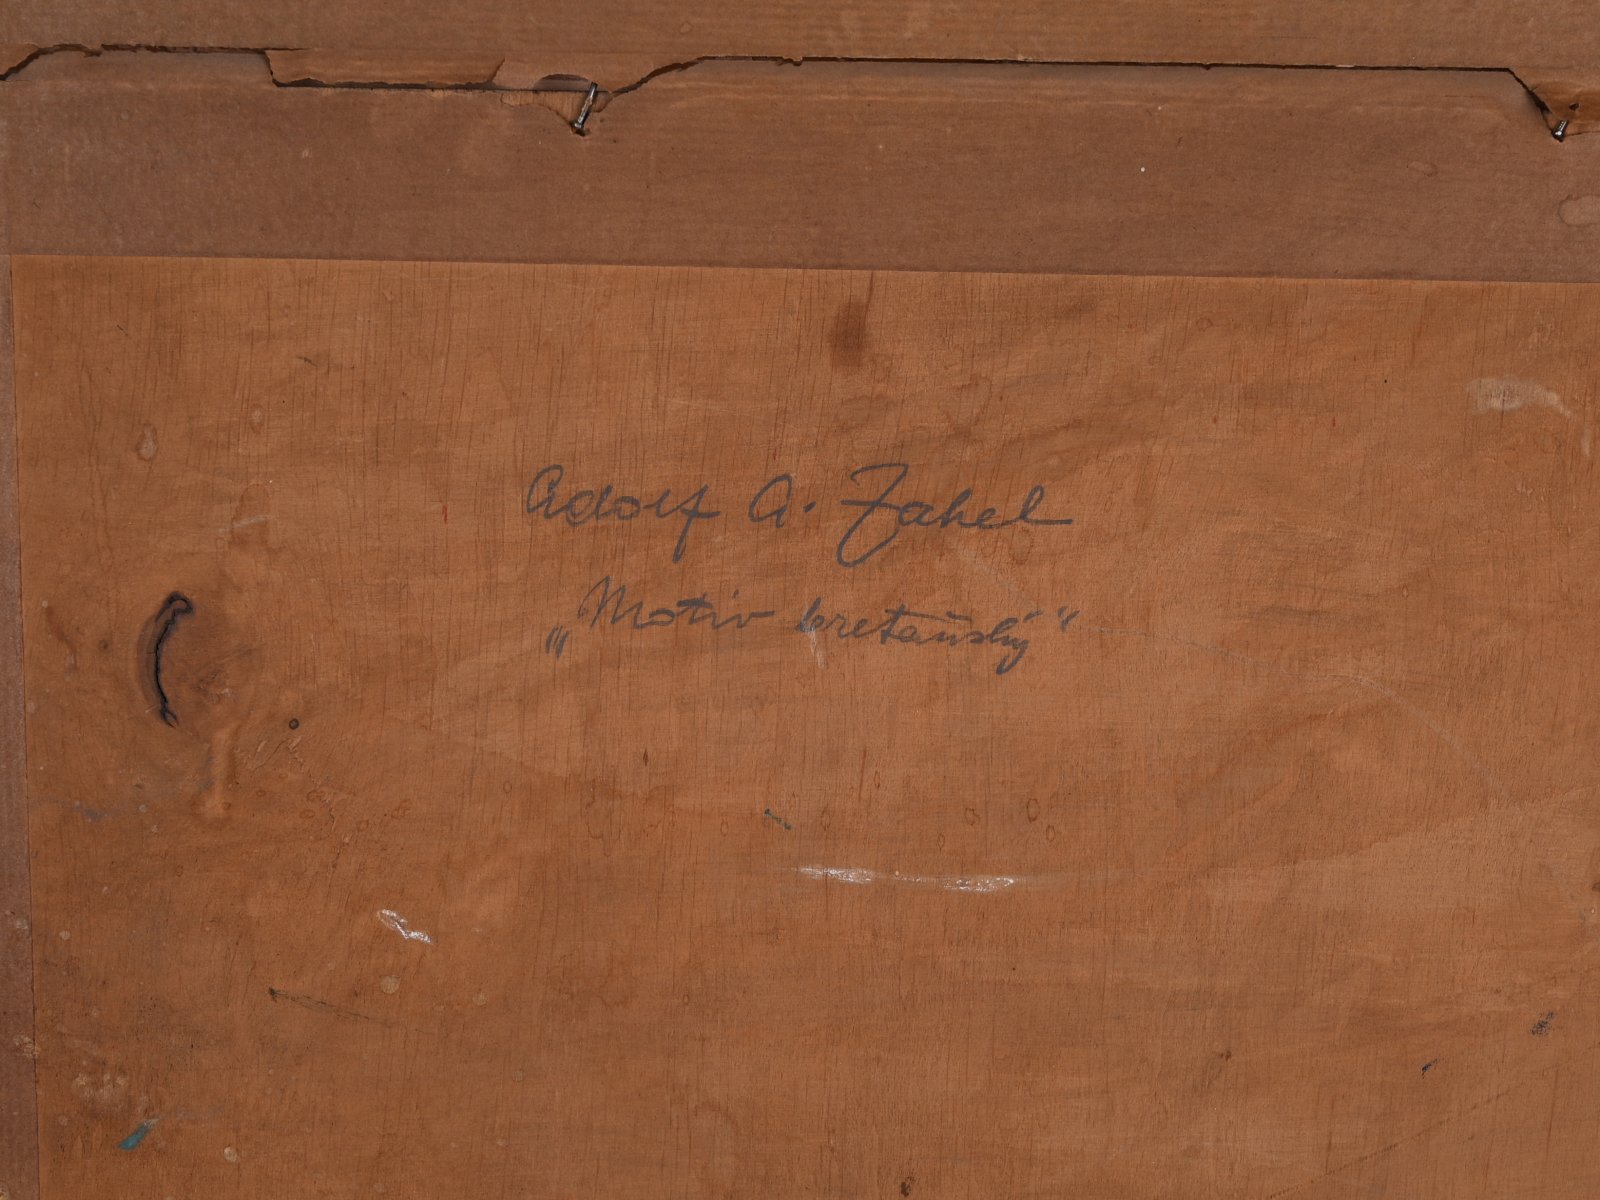 Adolf A. Zahel
„Motiv bretaňský“